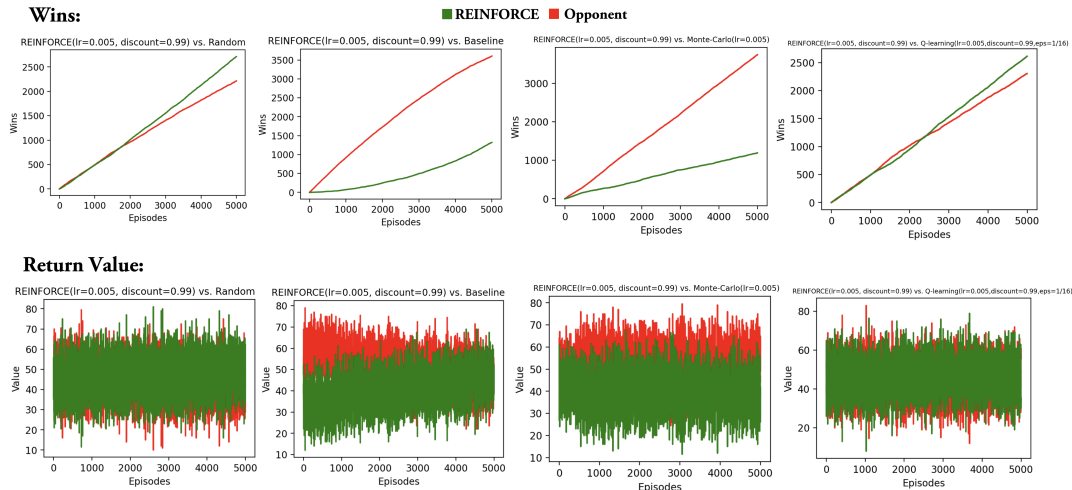 Wins:
REINFORCE Opponent
REINFORCE(lr=0.005, discount=0.99) vs. Random
Wins
2500
2000
1500
1000
500
0
0 1000 2000 3000 4000 5000
Episodes
REINFORCE(lr=0.005, discount=0.99) vs. Baseline
Wins
3500
3000
2500
2000
1500
1000
500
0
0 1000 2000 3000 4000 5000
Episodes
REINFORCE(lr=0.005, discount=0.99) vs. Monte-Carlo(lr=0.005)
Wins
3000
2000
1000
0
0 1000 2000 3000 4000 5000
Episodes
REINFORCE(lr=0.005, discount=0.99) vs. Q-learning(lr=0.005,discount=0.99,eps=1/16)
Wins
2500
2000
1500
1000
500
0
0 1000 2000 3000 4000 5000
Episodes
Return Value:
REINFORCE(lr=0.005, discount=0.99) vs. Random
Value
80
70
60
50
40
30
20
10
0 1000 2000 3000 4000 5000
Episodes
REINFORCE(lr=0.005, discount=0.99) vs. Baseline
Value
80
70
60
50
40
30
20
10
0 1000 2000 3000 4000 5000
Episodes
REINFORCE(lr=0.005, discount=0.99) vs. Monte-Carlo(lr=0.005)
Value
80
70
60
50
40
30
20
10
0 1000 2000 3000 4000 5000
Episodes
REINFORCE(lr=0.005, discount=0.99) vs. Q-learning(lr=0.005,discount=0.99,eps=1/16)
Value
80
60
40
20
0 1000 2000 3000 4000 5000
Episodes